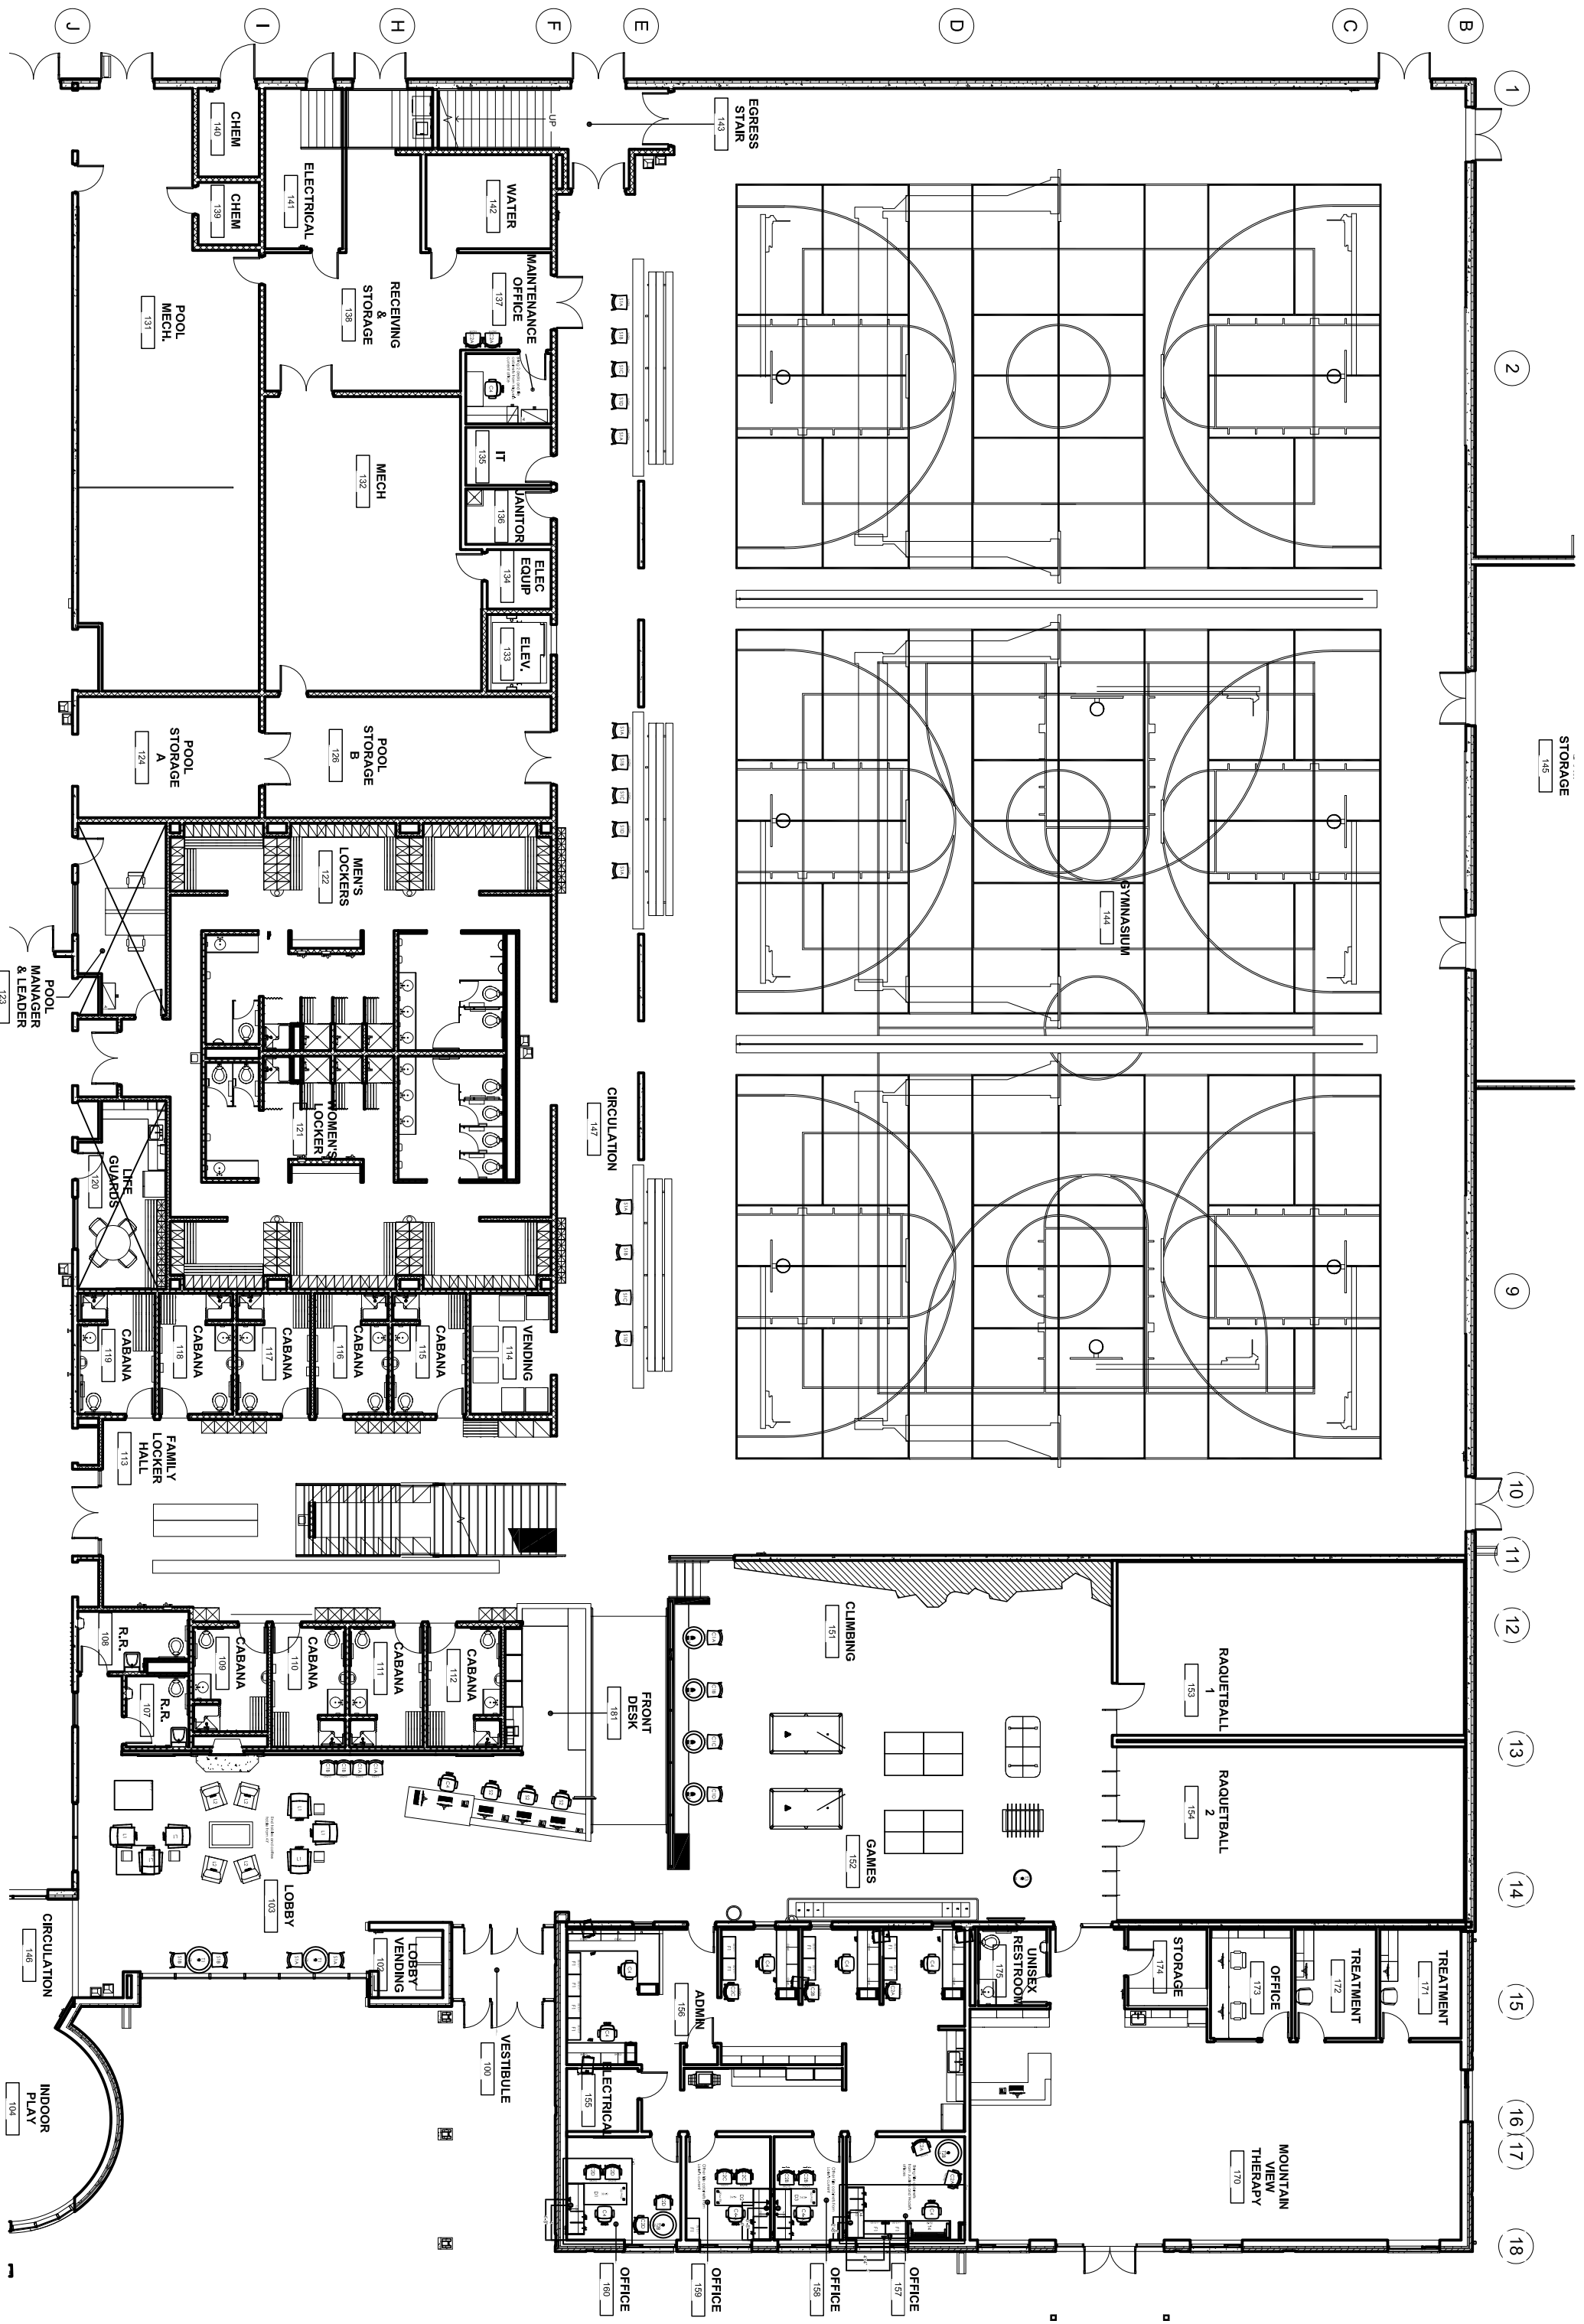 J
I
H
F
E
D
C
B
1
2
9
10
11
12
13
14
15
16
17
18
EGRESS
STAIR
143
UP
CHEM
140
CHEM
139
ELECTRICAL
141
WATER
142
MAINTENANCE
OFFICE
137
RECEIVING
&
STORAGE
138
POOL
MECH.
131
MECH
132
IT
135
JANITOR
136
ELEC
EQUIP
134
ELEV.
133
STORAGE
145
POOL
STORAGE
A
124
POOL
STORAGE
B
126
MEN'S
LOCKERS
122
GYMNASIUM
144
POOL
MANAGER
& LEADER
123
WOMEN'S
LOCKER
121
CIRCULATION
147
LIFE
GUARDS
120
CABANA
119
CABANA
118
CABANA
117
CABANA
116
CABANA
115
VENDING
114
FAMILY
LOCKER
HALL
113
R.R.
108
R.R.
107
CABANA
109
CABANA
110
CABANA
111
CABANA
112
FRONT
DESK
181
CLIMBING
151
RAQUETBALL
1
153
RAQUETBALL
2
154
GAMES
152
LOBBY
103
LOBBY
VENDING
102
CIRCULATION
146
VESTIBULE
100
ADMIN
156
ELECTRICAL
155
UNISEX
RESTROOM
175
STORAGE
174
OFFICE
173
TREATMENT
172
TREATMENT
171
INDOOR
PLAY
104
MOUNTAIN
VIEW
THERAPY
170
OFFICE
160
OFFICE
159
OFFICE
158
OFFICE
157